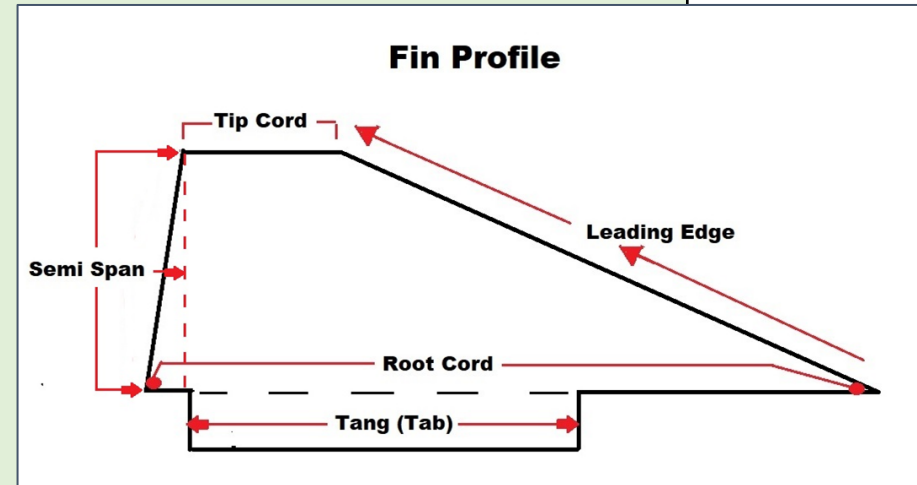 Fin Profile
Tip Cord
Leading Edge
Semi Span
Root Cord
Tang (Tab)